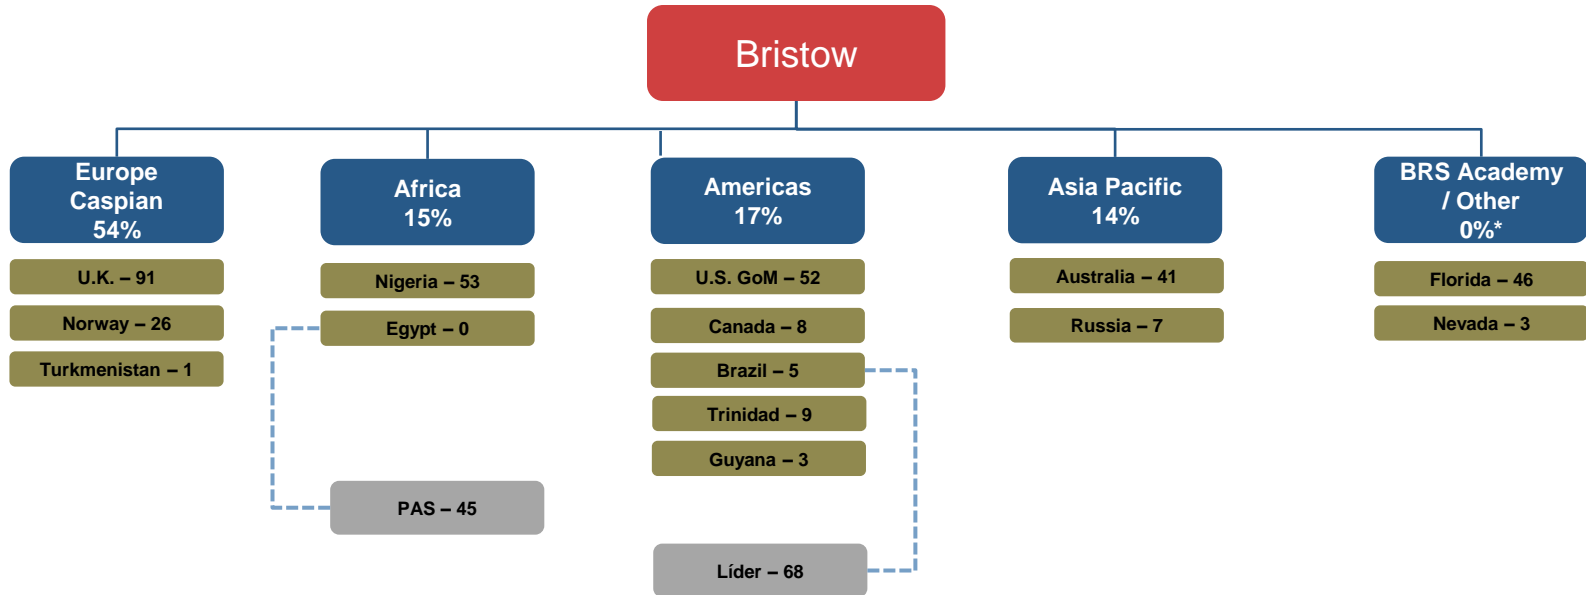 Bristow
Europe
Caspian
54%
U.K. – 91
Norway – 26
Turkmenistan – 1
Africa
15%
Nigeria – 53
Egypt – 0
PAS – 45
Americas
17%
U.S. GoM – 52
Canada – 8
Brazil – 5
Trinidad – 9
Guyana – 3
Líder – 68
Asia Pacific
14%
Australia – 41
Russia – 7
BRS Academy
/ Other
0%*
Florida – 46
Nevada – 3